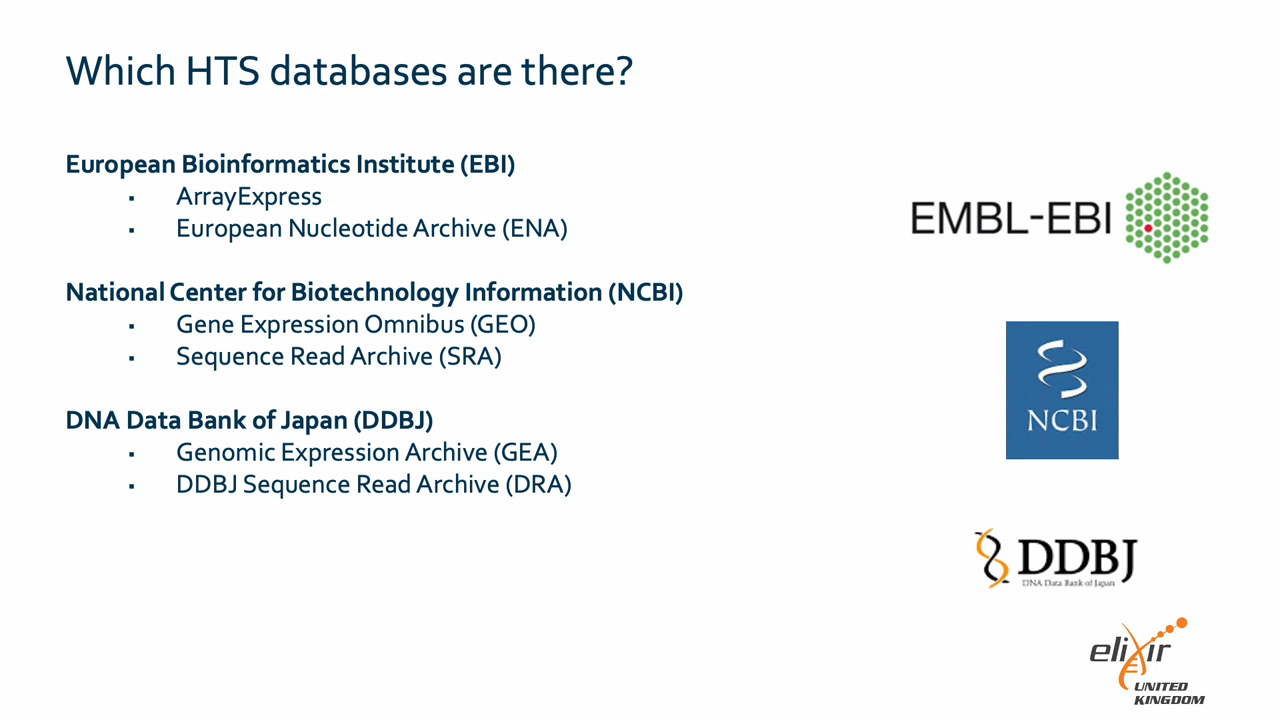 Which HTS databases are there?
European Bioinformatics Institute (EBI)
▪ ArrayExpress
▪ European Nucleotide Archive (ENA)
National Center for Biotechnology Information (NCBI)
▪ Gene Expression Omnibus (GEO)
▪ Sequence Read Archive (SRA)
DNA Data Bank of Japan (DDBJ)
▪ Genomic Expression Archive (GEA)
▪ DDBJ Sequence Read Archive (DRA)
EMBL-EBI
NCBI
DDBJ
DNA Data Bank of Japan
elixir
UNITED
KINGDOM